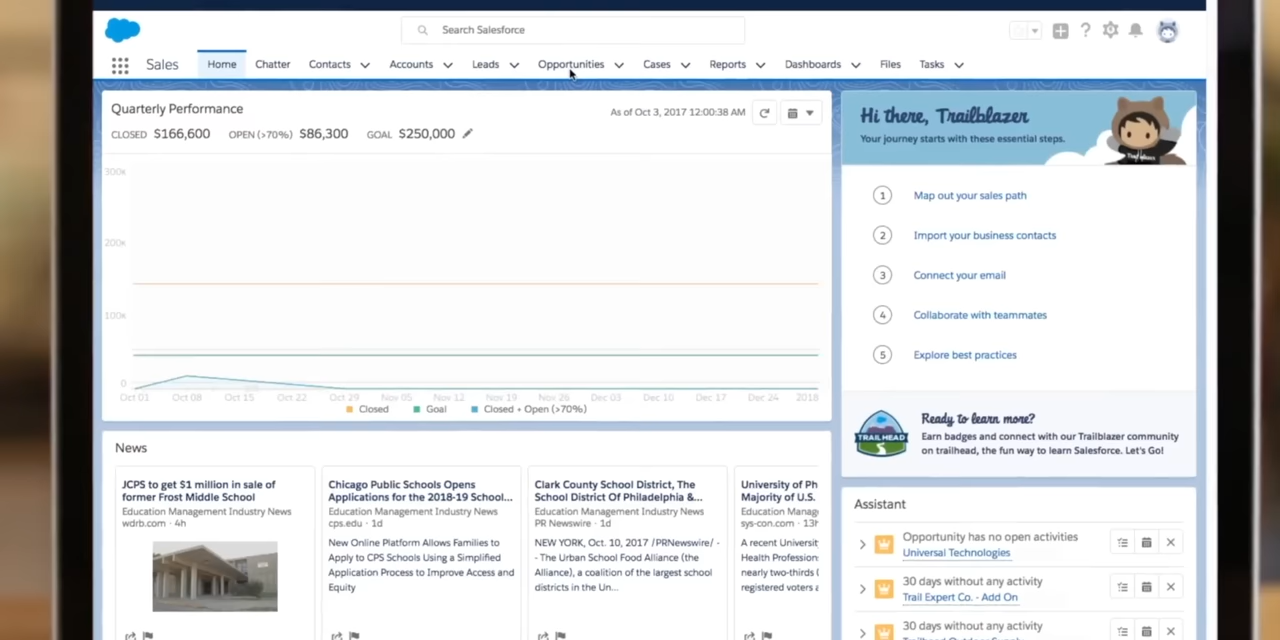 Search Salesforce
Sales
Home Chatter Contacts Accounts Leads Opportunities Cases Reports Dashboards Files Tasks
Quarterly Performance
As of Oct 3, 2017 12:00:38 AM
CLOSED $166,600 OPEN (>70%) $86,300 GOAL $250,000
300k
200k
100k
0
Oct 01 Oct 08 Oct 15 Oct 22 Oct 29 Nov 05 Nov 12 Nov 19 Nov 26 Dec 03 Dec 10 Dec 17 Dec 24 2018
Closed Goal Closed + Open (>70%)
Hi there, Trailblazer
Your journey starts with these essential steps.
1 Map out your sales path
2 Import your business contacts
3 Connect your email
4 Collaborate with teammates
5 Explore best practices
TRAILHEAD
Ready to learn more?
Earn badges and connect with our Trailblazer community
on trailhead, the fun way to learn Salesforce. Let's Go!
News
JCPS to get $1 million in sale of
former Frost Middle School
Education Management Industry News
wdrb.com · 4h
Chicago Public Schools Opens
Applications for the 2018-19 School...
Education Management Industry News
cps.edu · 1d
New Online Platform Allows Families to
Apply to CPS Schools Using a Simplified
Application Process to Improve Access and
Equity
Clark County School District, The
School District Of Philadelphia &...
Education Management Industry News
PR Newswire · 1d
NEW YORK, Oct. 10, 2017 /PRNewswire/ -
- The Urban School Food Alliance (the
Alliance), a coalition of the largest school
districts in the Un...
University of Ph
Majority of U.S.
Education Manag
sys-con.com · 13h
A recent Universit
Health Profession
nearly two-thirds (
registered voters a
Assistant
Opportunity has no open activities
Universal Technologies
30 days without any activity
Trail Expert Co. - Add On
30 days without any activity